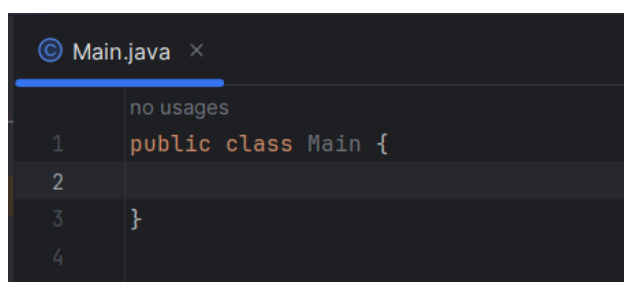 © Main.java ×
no usages
1 public class Main {
2
3 }
4